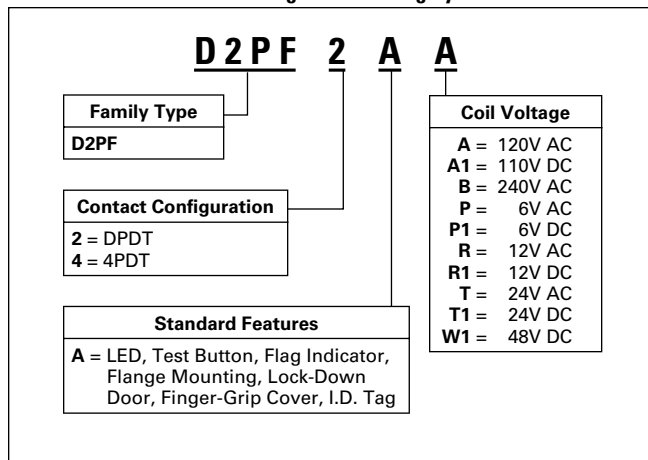 D2PF 2 A A
Family Type
D2PF
Contact Configuration
2 = DPDT
4 = 4PDT
Standard Features
A = LED, Test Button, Flag Indicator,
Flange Mounting, Lock-Down
Door, Finger-Grip Cover, I.D. Tag
Coil Voltage
A = 120V AC
A1 = 110V DC
B = 240V AC
P = 6V AC
P1 = 6V DC
R = 12V AC
R1 = 12V DC
T = 24V AC
T1 = 24V DC
W1 = 48V DC